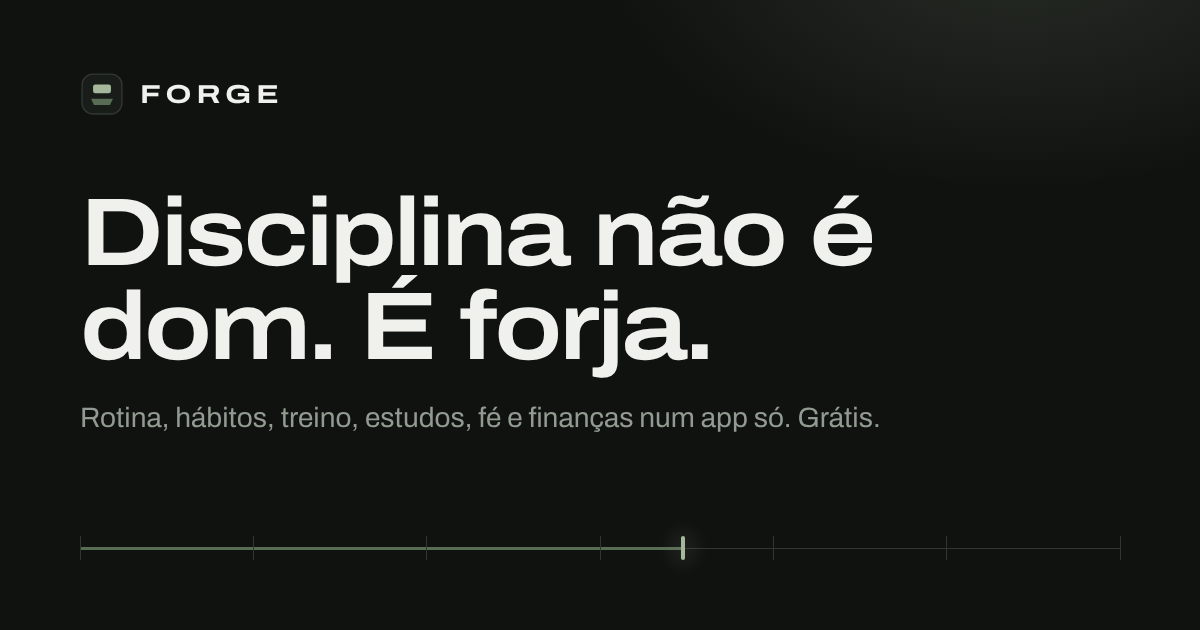 FORGE
Disciplina não é
dom. É forja.
Rotina, hábitos, treino, estudos, fé e finanças num app só. Grátis.